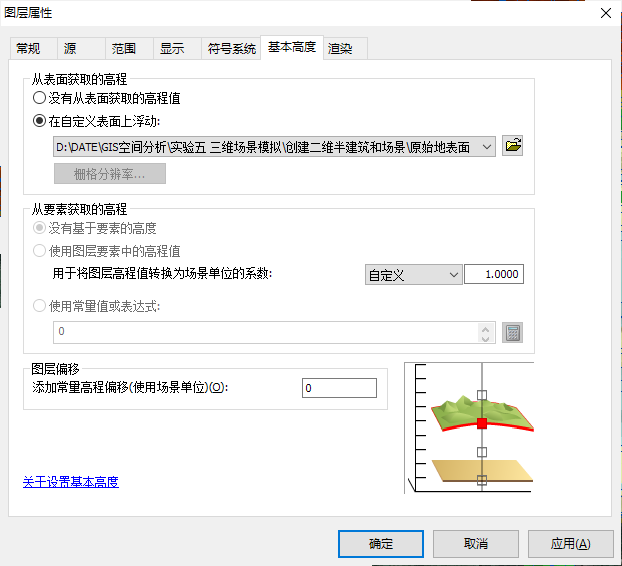 图层属性
常规 源 范围 显示 符号系统 基本高度 渲染
从表面获取的高程
没有从表面获取的高程值
在自定义表面上浮动:
D:\DATE\GIS空间分析\实验五 三维场景模拟\创建二维半建筑和场景\原始地表面
栅格分辨率...
从要素获取的高程
没有基于要素的高度
使用图层要素中的高程值
用于将图层高程值转换为场景单位的系数: 自定义 1.0000
使用常量值或表达式:
0
图层偏移
添加常量高程偏移(使用场景单位)(O): 0
关于设置基本高度
确定 取消 应用(A)